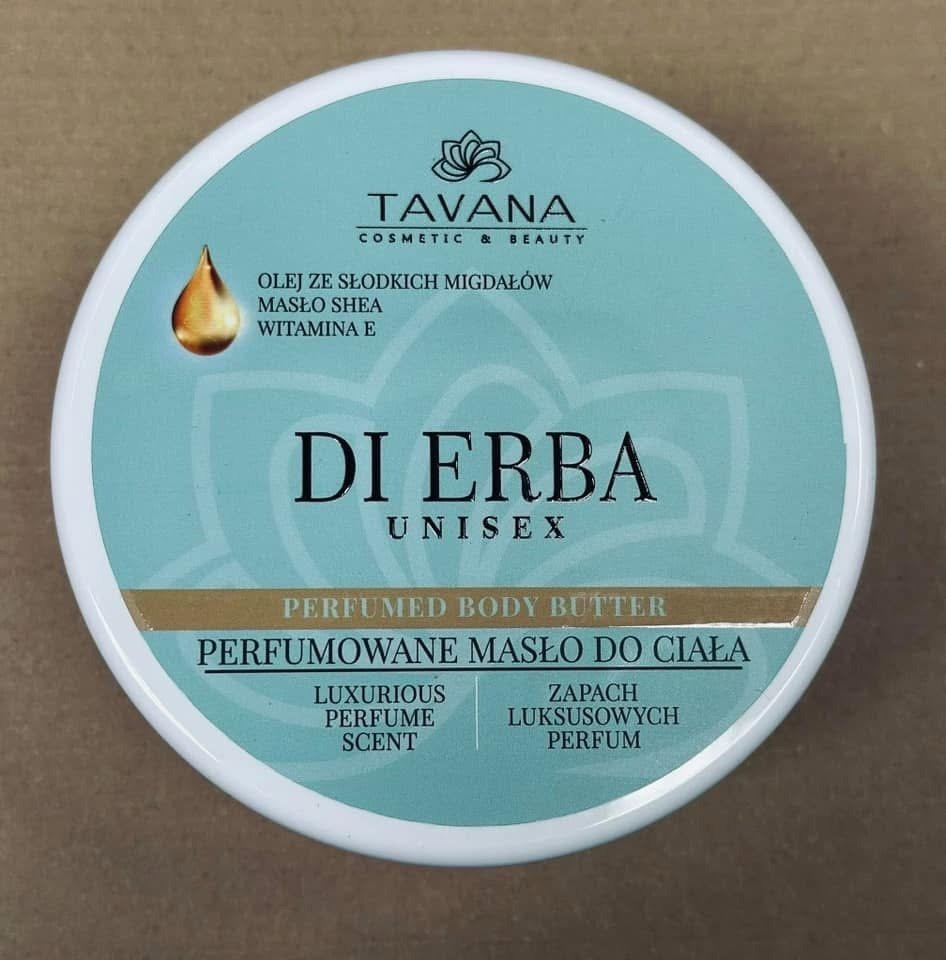 TAVANA
COSMETIC & BEAUTY
OLEJ ZE SŁODKICH MIGDAŁÓW
MASŁO SHEA
WITAMINA E
DI ERBA
UNISEX
PERFUMED BODY BUTTER
PERFUMOWANE MASŁO DO CIAŁA
LUXURIOUS
PERFUME
SCENT
ZAPACH
LUKSUSOWYCH
PERFUM